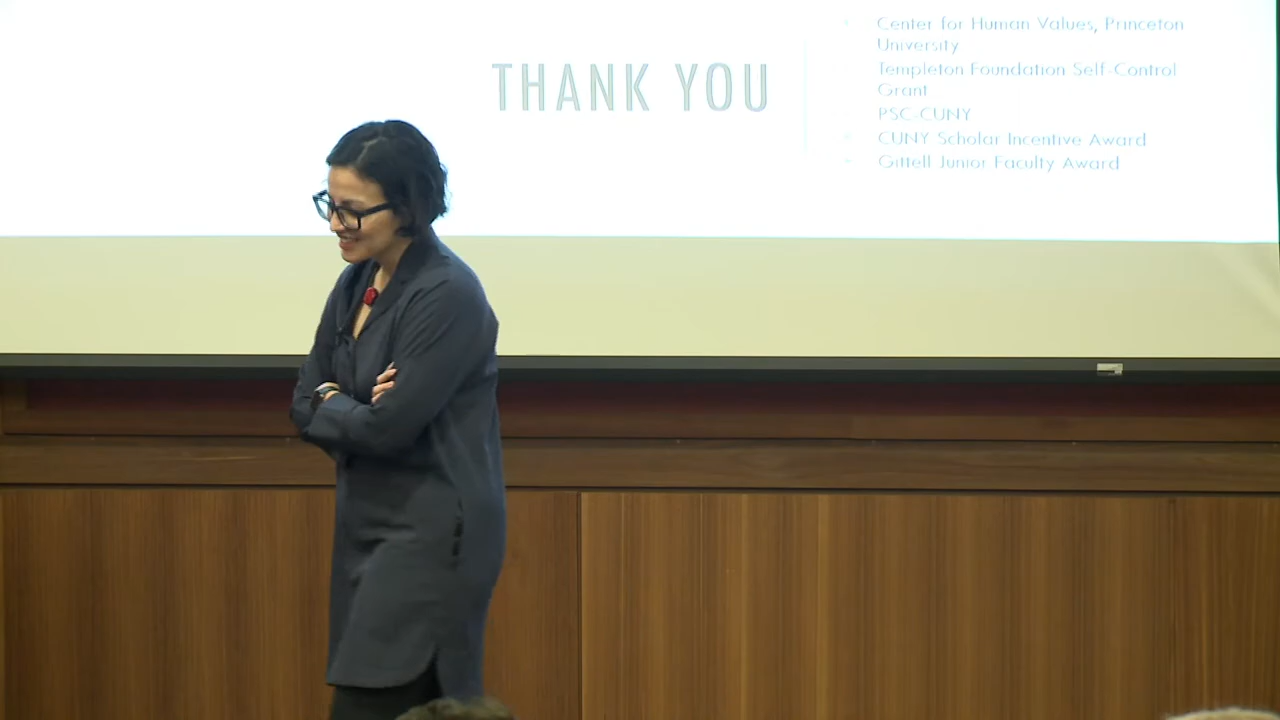 THANK YOU
Center for Human Values, Princeton
University
Templeton Foundation Self-Control
Grant
PSC-CUNY
CUNY Scholar Incentive Award
Gittell Junior Faculty Award